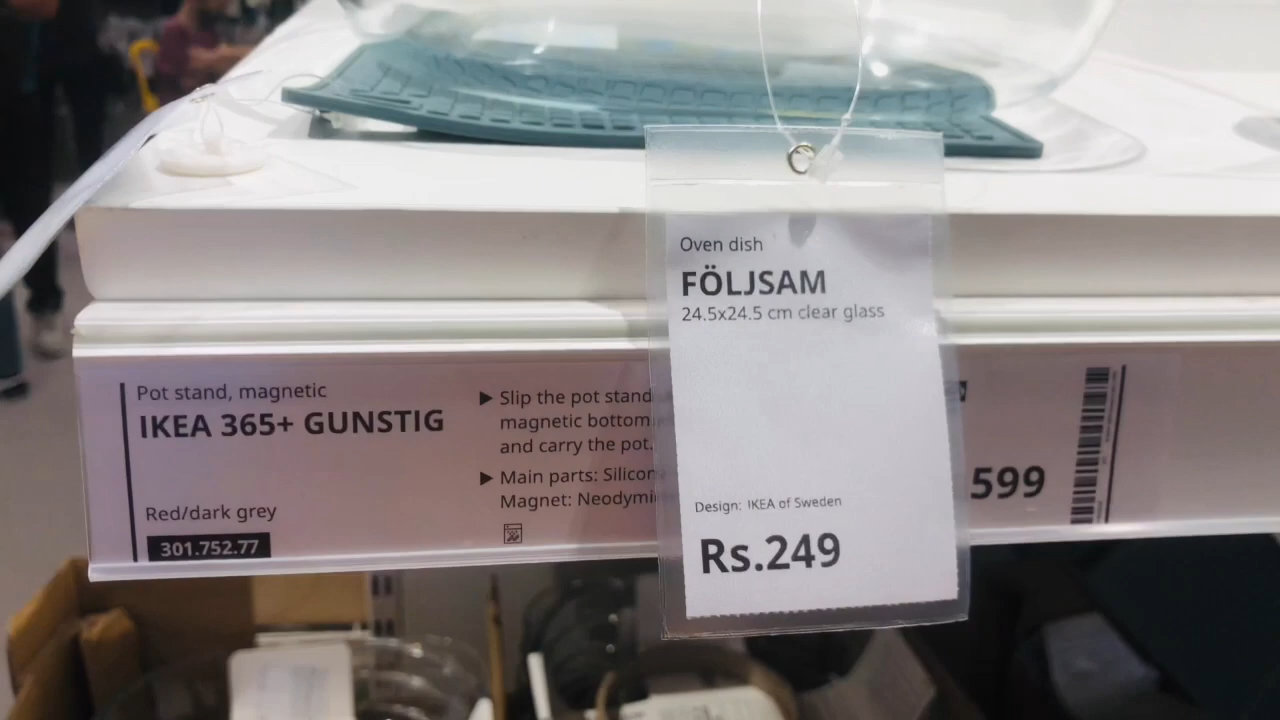 Oven dish
FÖLJSAM
24.5x24.5 cm clear glass
Design: IKEA of Sweden
Rs.249
Pot stand, magnetic
IKEA 365+ GUNSTIG
Red/dark grey
301.752.77
▶ Slip the pot stand
magnetic bottom
and carry the pot.
▶ Main parts:
Magnet:
599